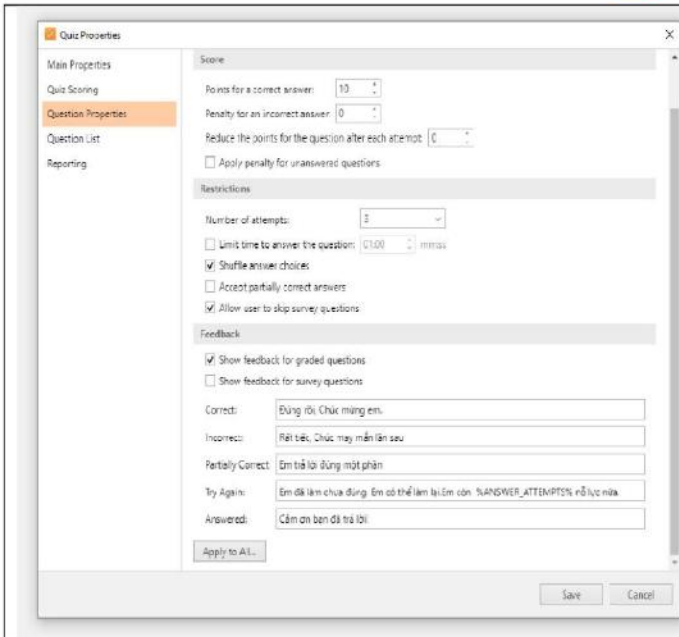 Quiz Properties
Main Properties
Quiz Scoring
Question Properties
Question List
Reporting
Score
Points for a correct answer: 10
Penalty for an incorrect answer: 0
Reduce the points for the question after each attempt: 0
Apply penalty for unanswered questions
Restrictions
Number of attempts: 3
Limit time to answer the question: 01:00 mm:ss
Shuffle answer choices
Accept partially correct answers
Allow user to skip survey questions
Feedback
Show feedback for graded questions
Show feedback for survey questions
Correct: Đúng rồi, Chúc mừng em.
Incorrect: Rất tiếc, Chúc may mắn lần sau
Partially Correct: Em trả lời đúng một phần
Try Again: Em đã làm chưa đúng. Em có thể làm lại.Em còn %ANSWER_ATTEMPTS% nỗ lực nữa.
Answered: Cảm ơn bạn đã trả lời!
Apply to All...
Save Cancel